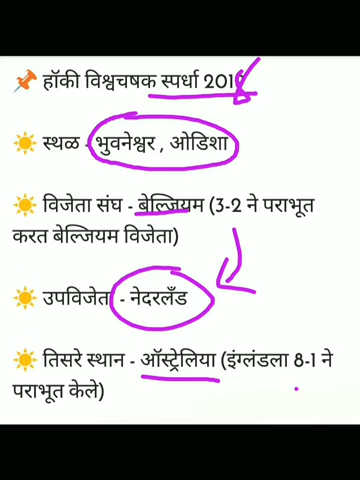 हॉकी विश्वचषक स्पर्धा 2018
स्थळ - भुवनेश्वर , ओडिशा
विजेता संघ - बेल्जियम (3-2 ने पराभूत
करत बेल्जियम विजेता)
उपविजेता - नेदरलँड
तिसरे स्थान - ऑस्ट्रेलिया (इंग्लंडला 8-1 ने
पराभूत केले)